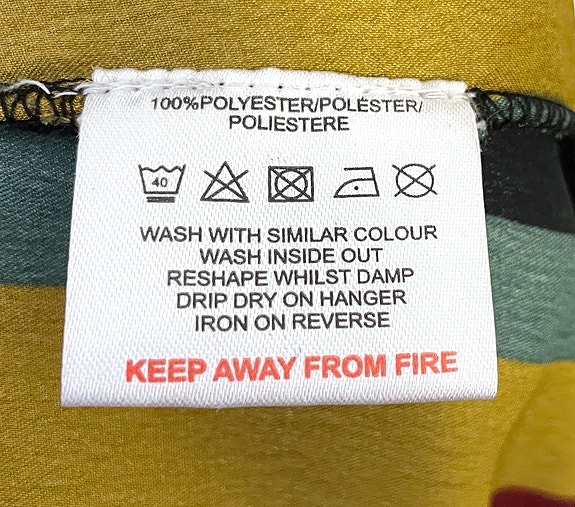 100%POLYESTER/POLÉSTER/
POLIESTERE
40
WASH WITH SIMILAR COLOUR
WASH INSIDE OUT
RESHAPE WHILST DAMP
DRIP DRY ON HANGER
IRON ON REVERSE
KEEP AWAY FROM FIRE